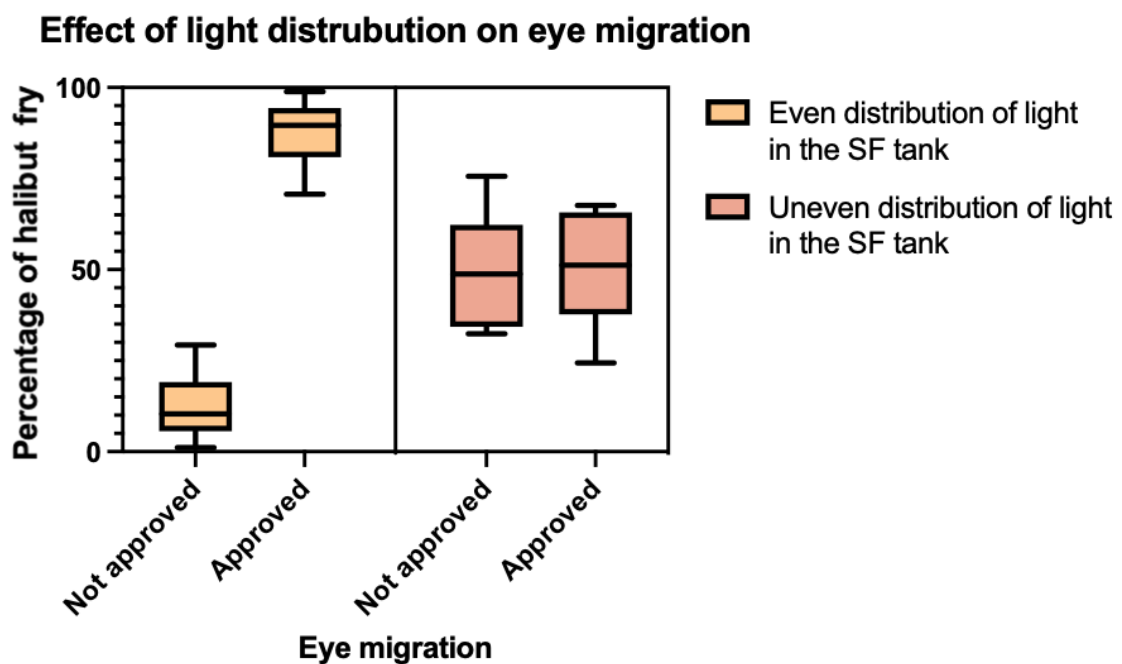 Effect of light distrubution on eye migration
Percentage of halibut fry
100
50
0
Not approved
Approved
Not approved
Approved
Eye migration
Even distribution of light
in the SF tank
Uneven distribution of light
in the SF tank